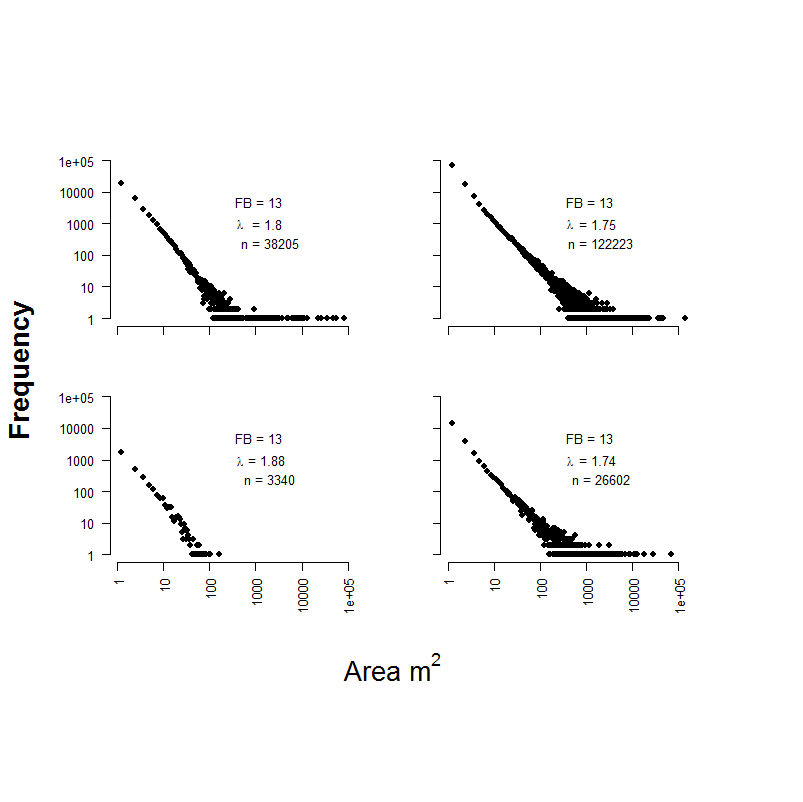 1e+05
10000
1000
100
10
1
FB = 13
λ = 1.8
n = 38205
FB = 13
λ = 1.75
n = 122223
Frequency
1e+05
10000
1000
100
10
1
FB = 13
λ = 1.88
n = 3340
FB = 13
λ = 1.74
n = 26602
1 10 100 1000 10000 1e+05
1 10 100 1000 10000 1e+05
Area m²